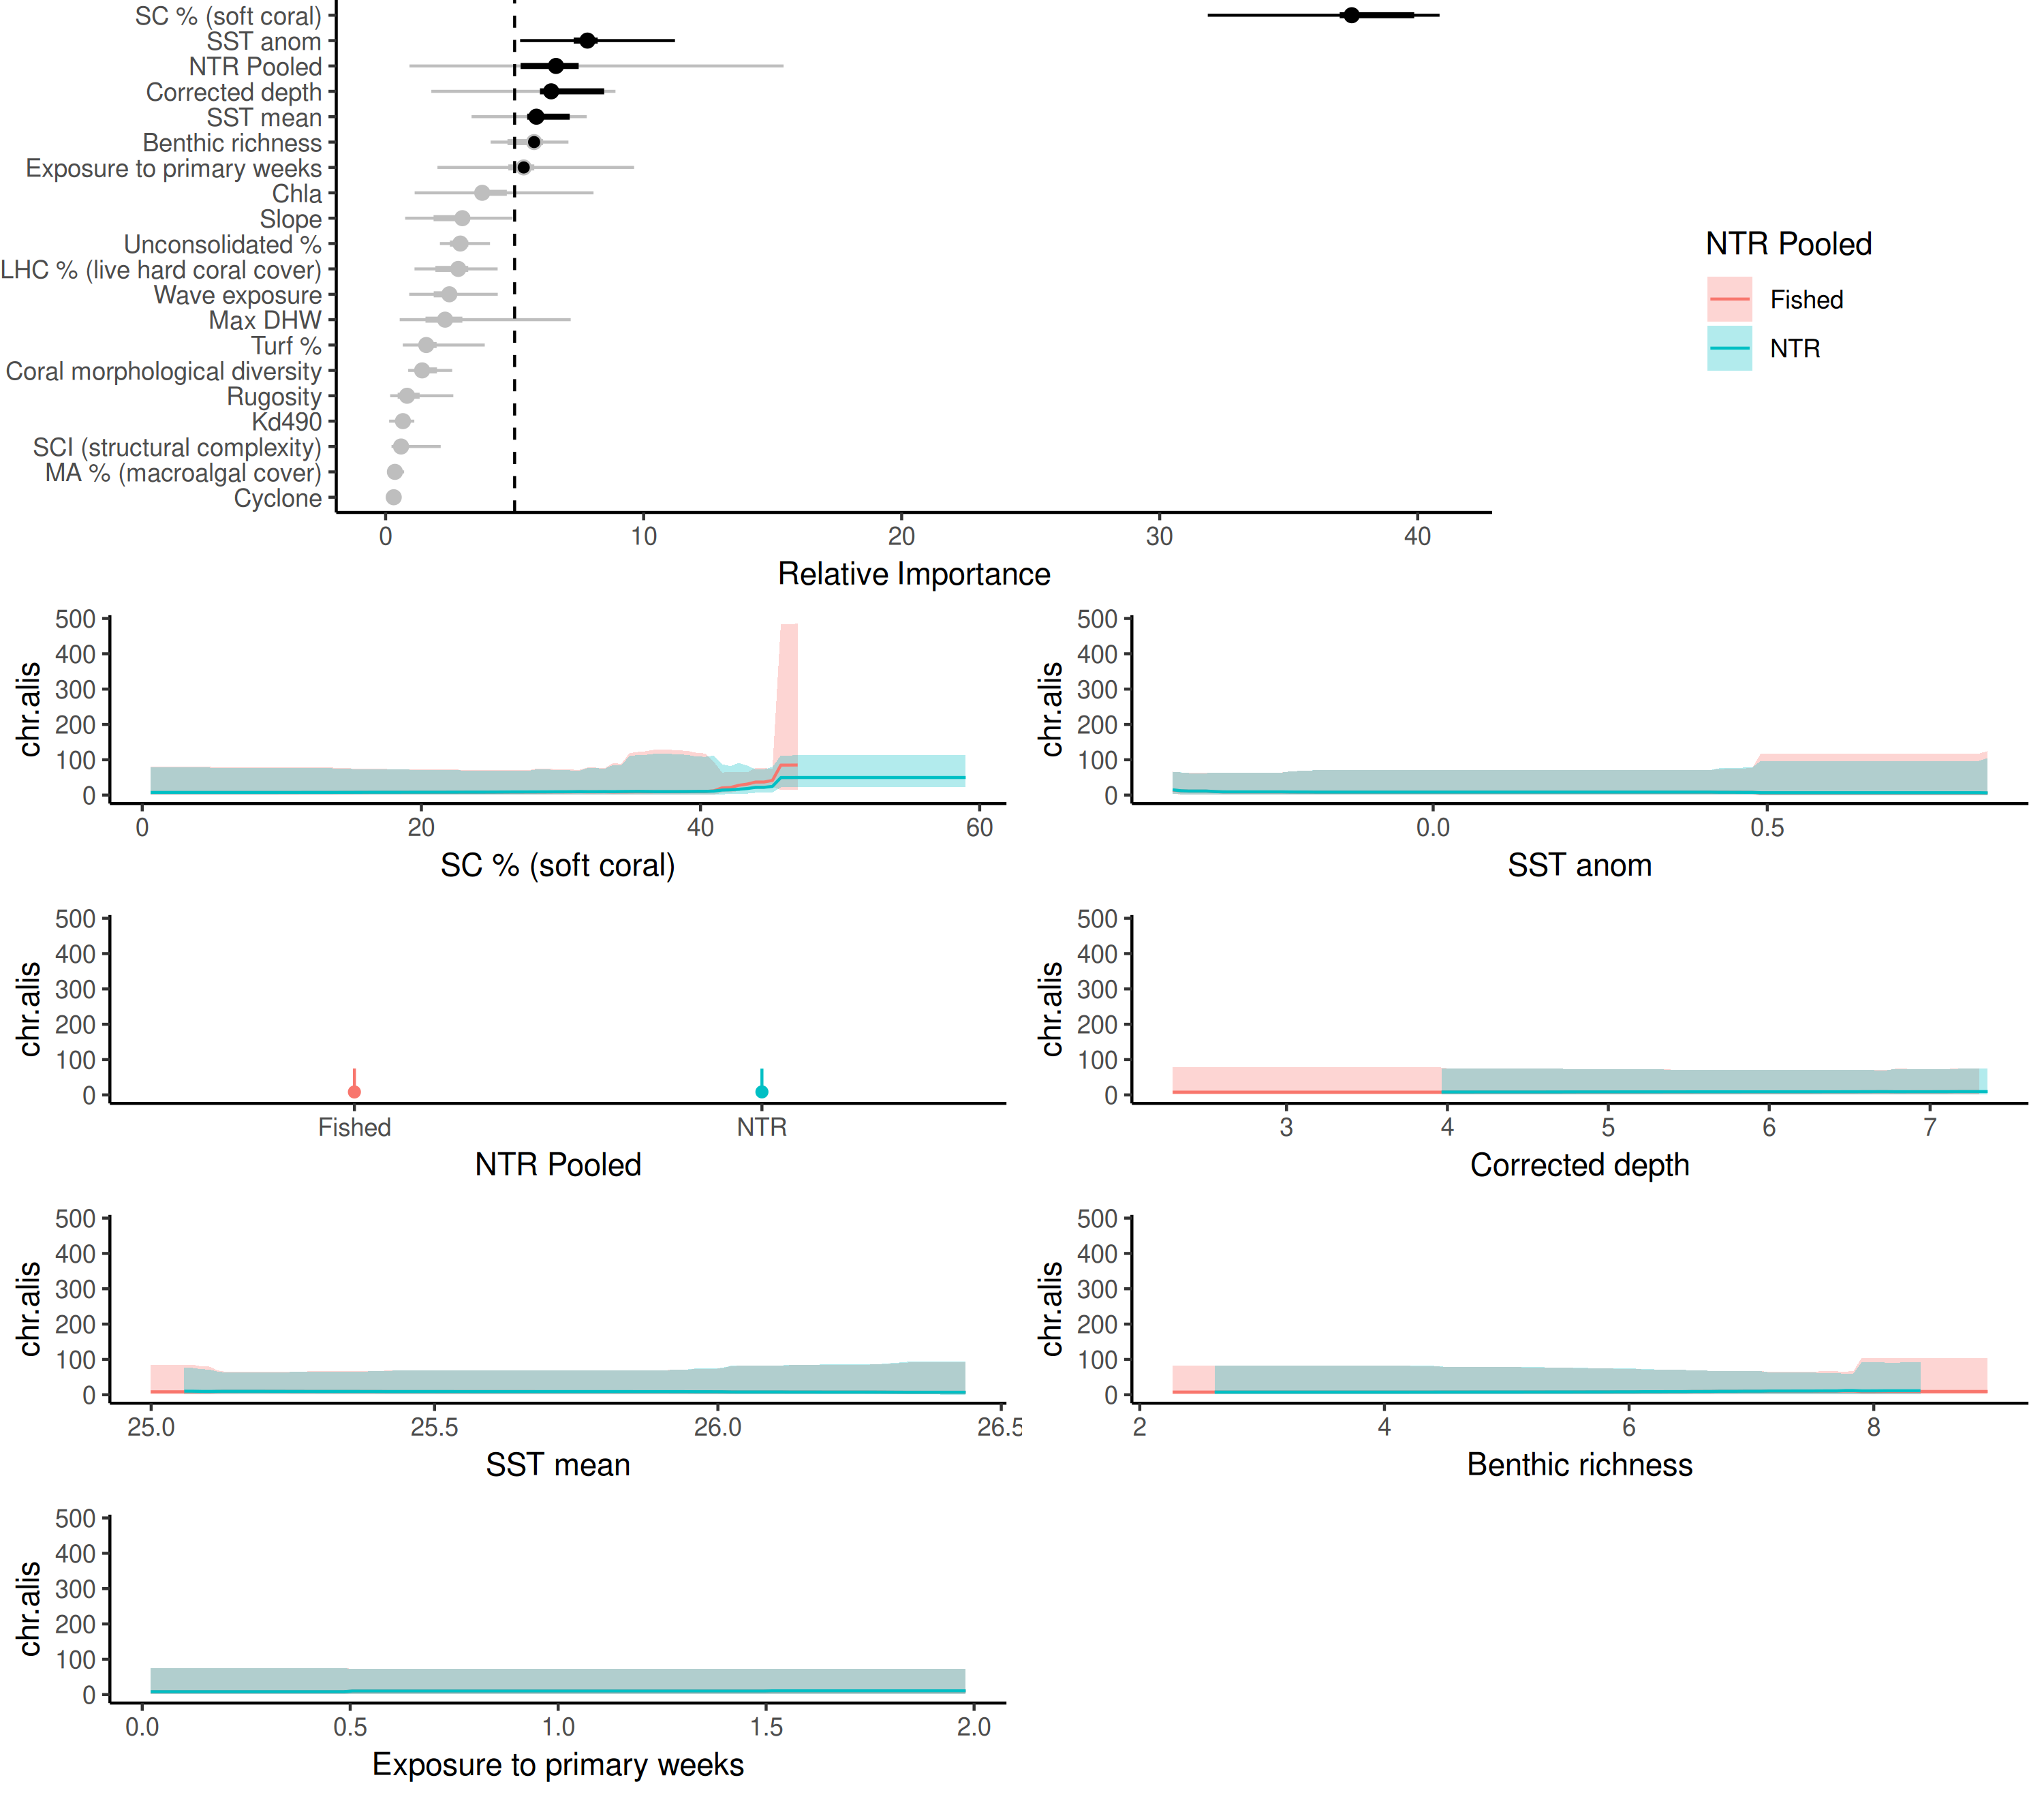 SC % (soft coral)
SST anom
NTR Pooled
Corrected depth
SST mean
Benthic richness
Exposure to primary weeks
Chla
Slope
Unconsolidated %
LHC % (live hard coral cover)
Wave exposure
Max DHW
Turf %
Coral morphological diversity
Rugosity
Kd490
SCI (structural complexity)
MA % (macroalgal cover)
Cyclone
0 10 20 30 40
Relative Importance
NTR Pooled
Fished
NTR
500
400
300
200
100
0
chr.alis
0 20 40 60
SC % (soft coral)
500
400
300
200
100
0
chr.alis
0.0 0.5
SST anom
500
400
300
200
100
0
chr.alis
Fished NTR
NTR Pooled
500
400
300
200
100
0
chr.alis
3 4 5 6 7
Corrected depth
500
400
300
200
100
0
chr.alis
25.0 25.5 26.0 26.5
SST mean
500
400
300
200
100
0
chr.alis
2 4 6 8
Benthic richness
500
400
300
200
100
0
chr.alis
0.0 0.5 1.0 1.5 2.0
Exposure to primary weeks